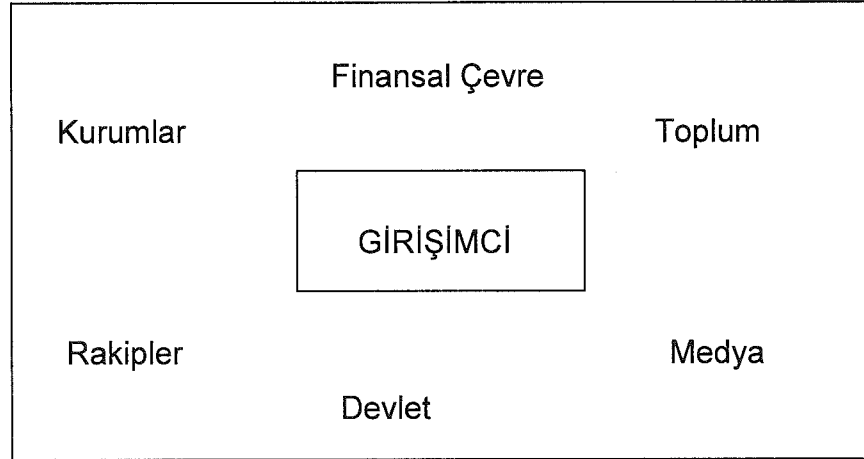 Finansal Çevre
Kurumlar
Toplum
GİRİŞİMCİ
Rakipler
Medya
Devlet